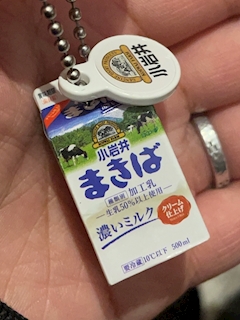 小岩井
小岩井
まきば
種類別 加工乳
生乳50%以上使用
濃いミルク
クリーム
仕上げ
要冷蔵10℃以下 500ml